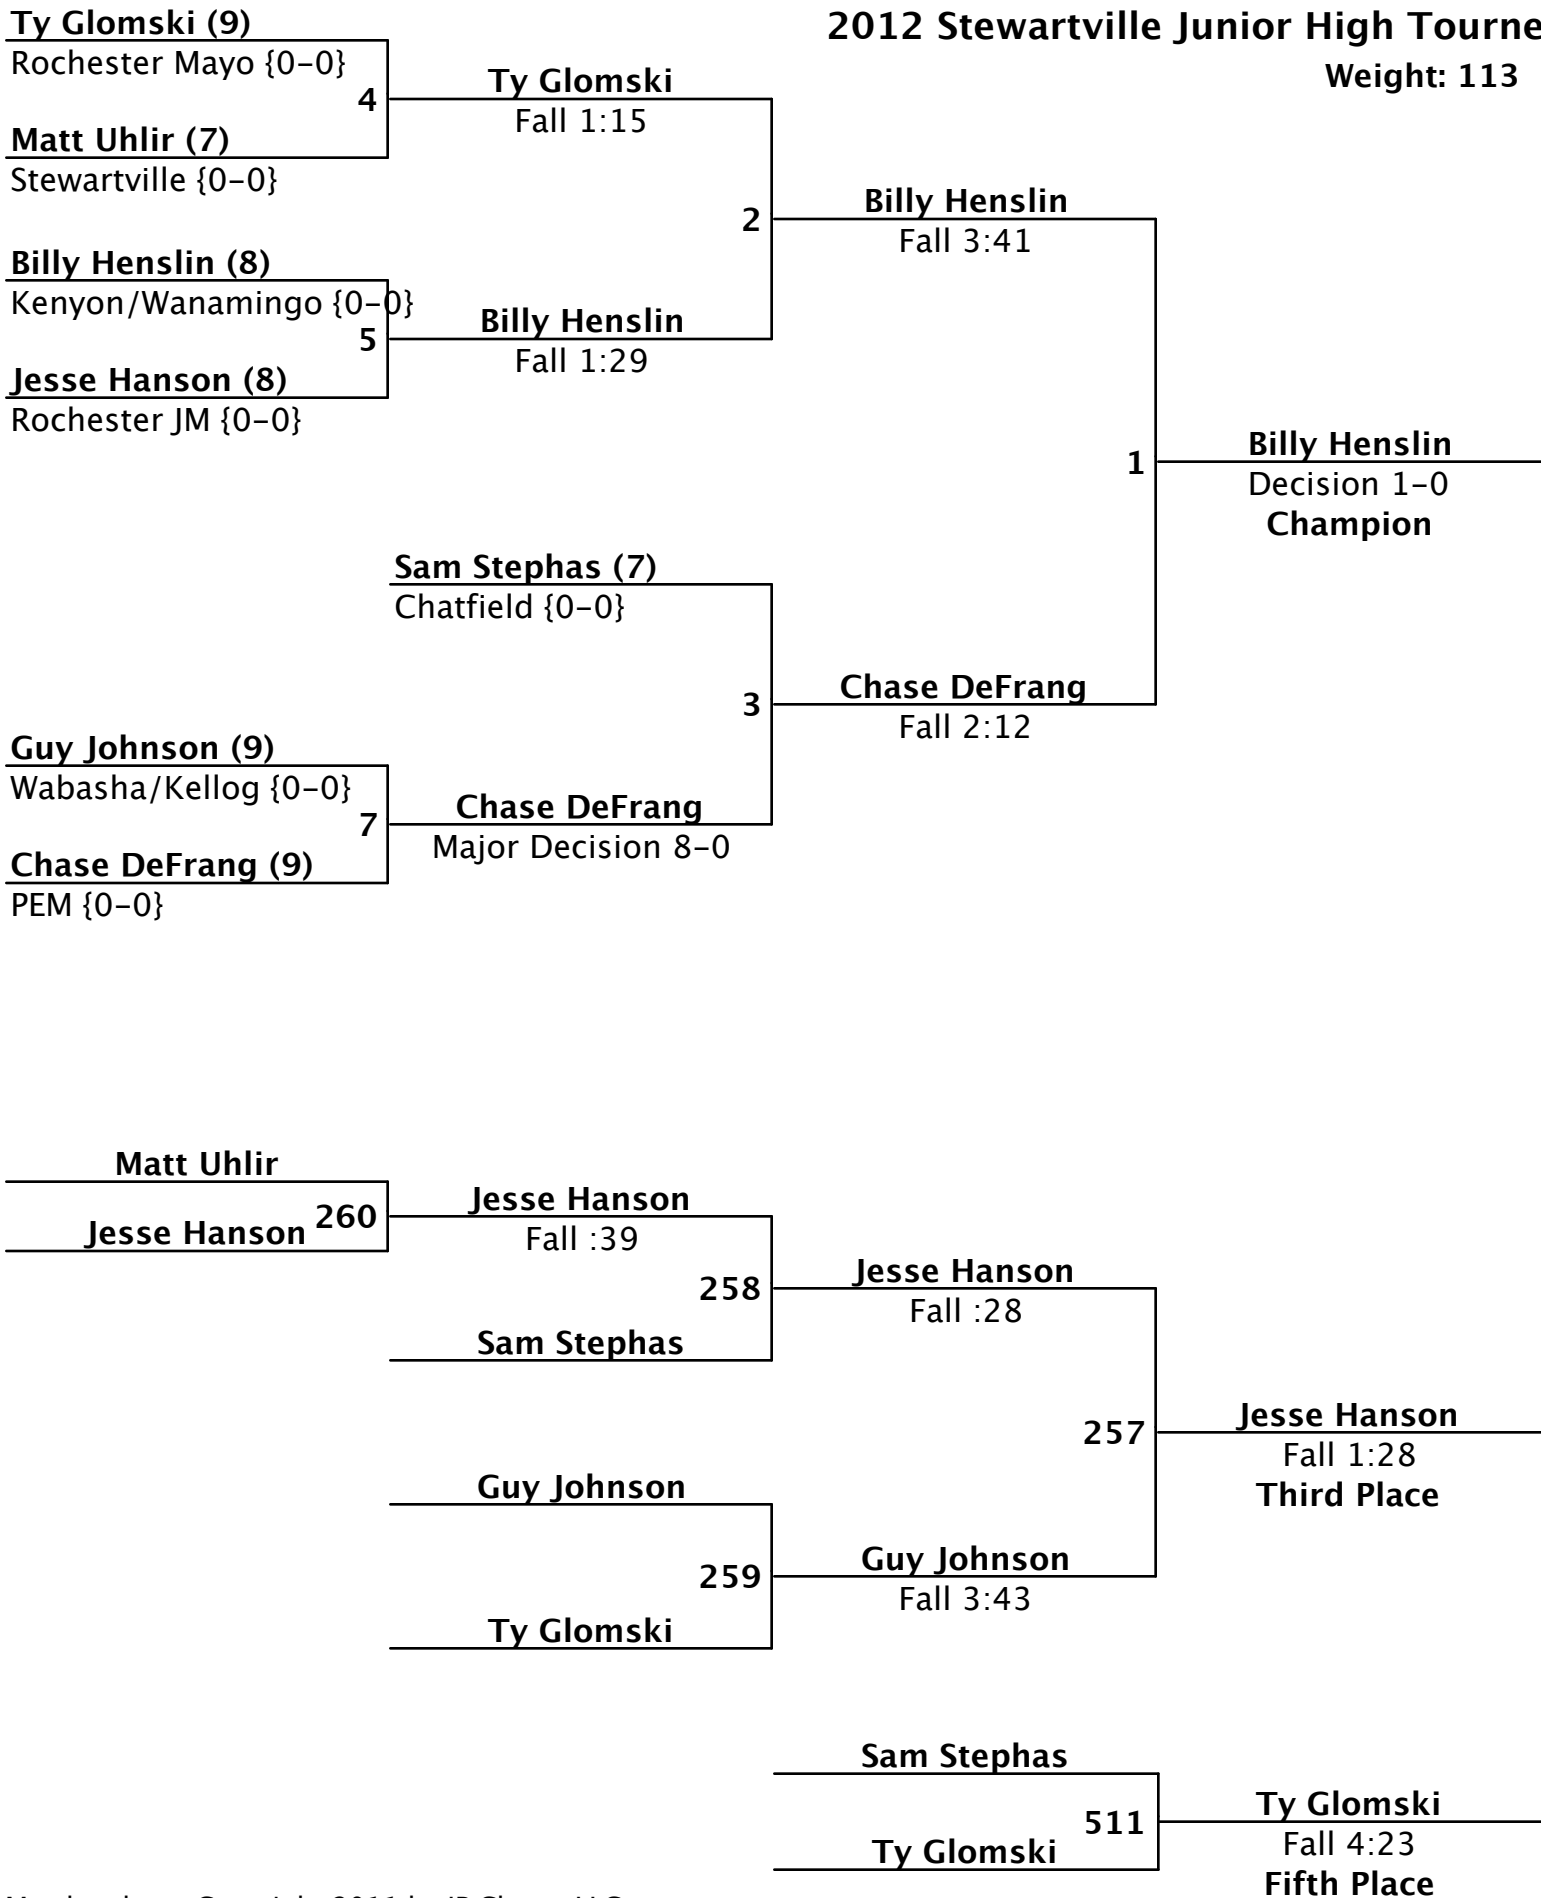 2012 Stewartville Junior High Tourne
Weight: 113
Ty Glomski (9)
Rochester Mayo {0-0}
4
Matt Uhlir (7)
Stewartville {0-0}
Ty Glomski
Fall 1:15
2
Billy Henslin (8)
Kenyon/Wanamingo {0-0}
5
Jesse Hanson (8)
Rochester JM {0-0}
Billy Henslin
Fall 1:29
Billy Henslin
Fall 3:41
1
Billy Henslin
Decision 1-0
Champion
Sam Stephas (7)
Chatfield {0-0}
3
Chase DeFrang
Fall 2:12
Guy Johnson (9)
Wabasha/Kellog {0-0}
7
Chase DeFrang (9)
PEM {0-0}
Chase DeFrang
Major Decision 8-0
Matt Uhlir
260
Jesse Hanson
Jesse Hanson
Fall :39
258
Sam Stephas
Jesse Hanson
Fall :28
257
Jesse Hanson
Fall 1:28
Third Place
Guy Johnson
259
Ty Glomski
Guy Johnson
Fall 3:43
Sam Stephas
511
Ty Glomski
Ty Glomski
Fall 4:23
Fifth Place